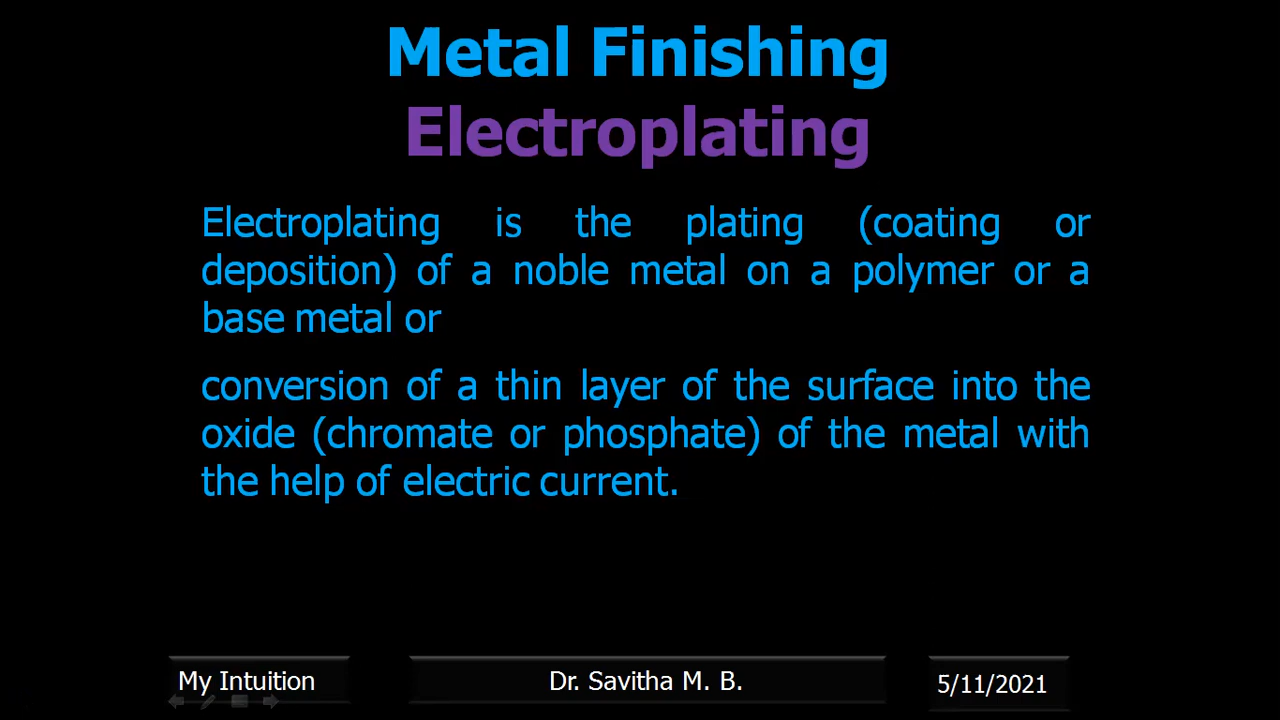 Metal Finishing
Electroplating
Electroplating is the plating (coating or
deposition) of a noble metal on a polymer or a
base metal or
conversion of a thin layer of the surface into the
oxide (chromate or phosphate) of the metal with
the help of electric current.
My Intuition
Dr. Savitha M. B.
5/11/2021